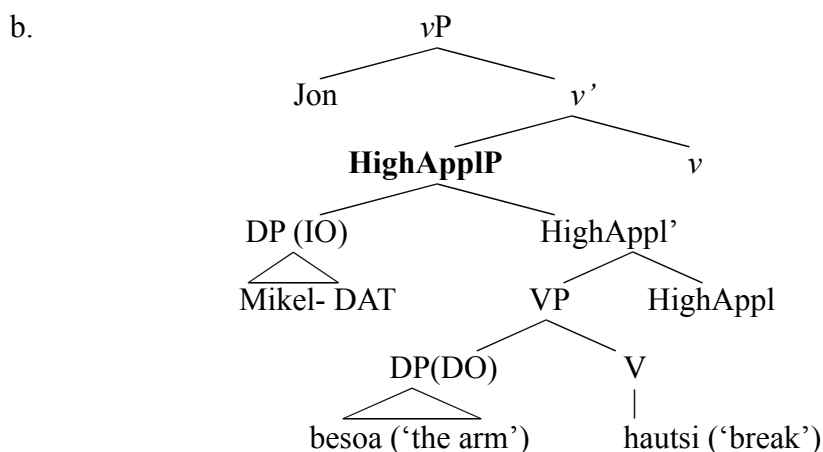 b. vP
Jon v’
HighApplP v
DP (IO) HighAppl’
Mikel- DAT VP HighAppl
DP(DO) V
besoa (‘the arm’) hautsi (‘break’)